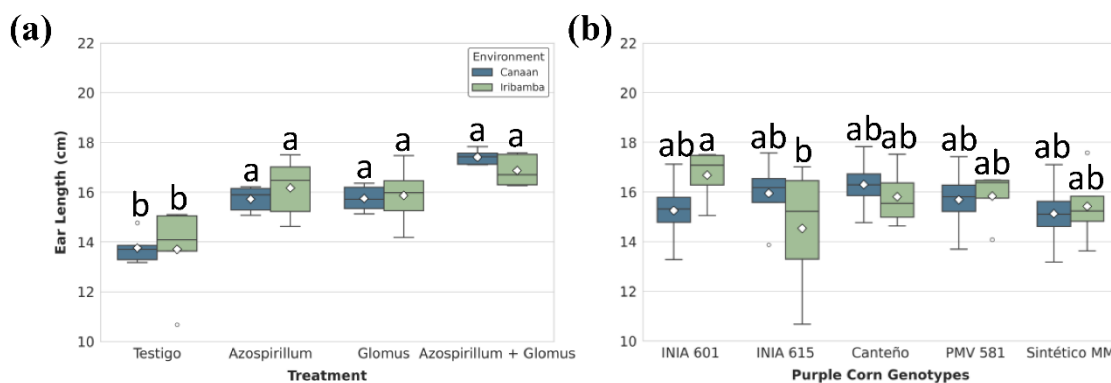 (a)
Ear Length (cm)
22
20
18
16
14
12
10
Environment
Canaan
Iribamba
b b a a a a a a
Testigo Azospirillum Glomus Azospirillum + Glomus
Treatment
(b)
22
20
18
16
14
12
10
ab a ab a ab ab ab ab ab ab
INIA 601 INIA 615 Canteño PMV 581 Sintético MM
Purple Corn Genotypes